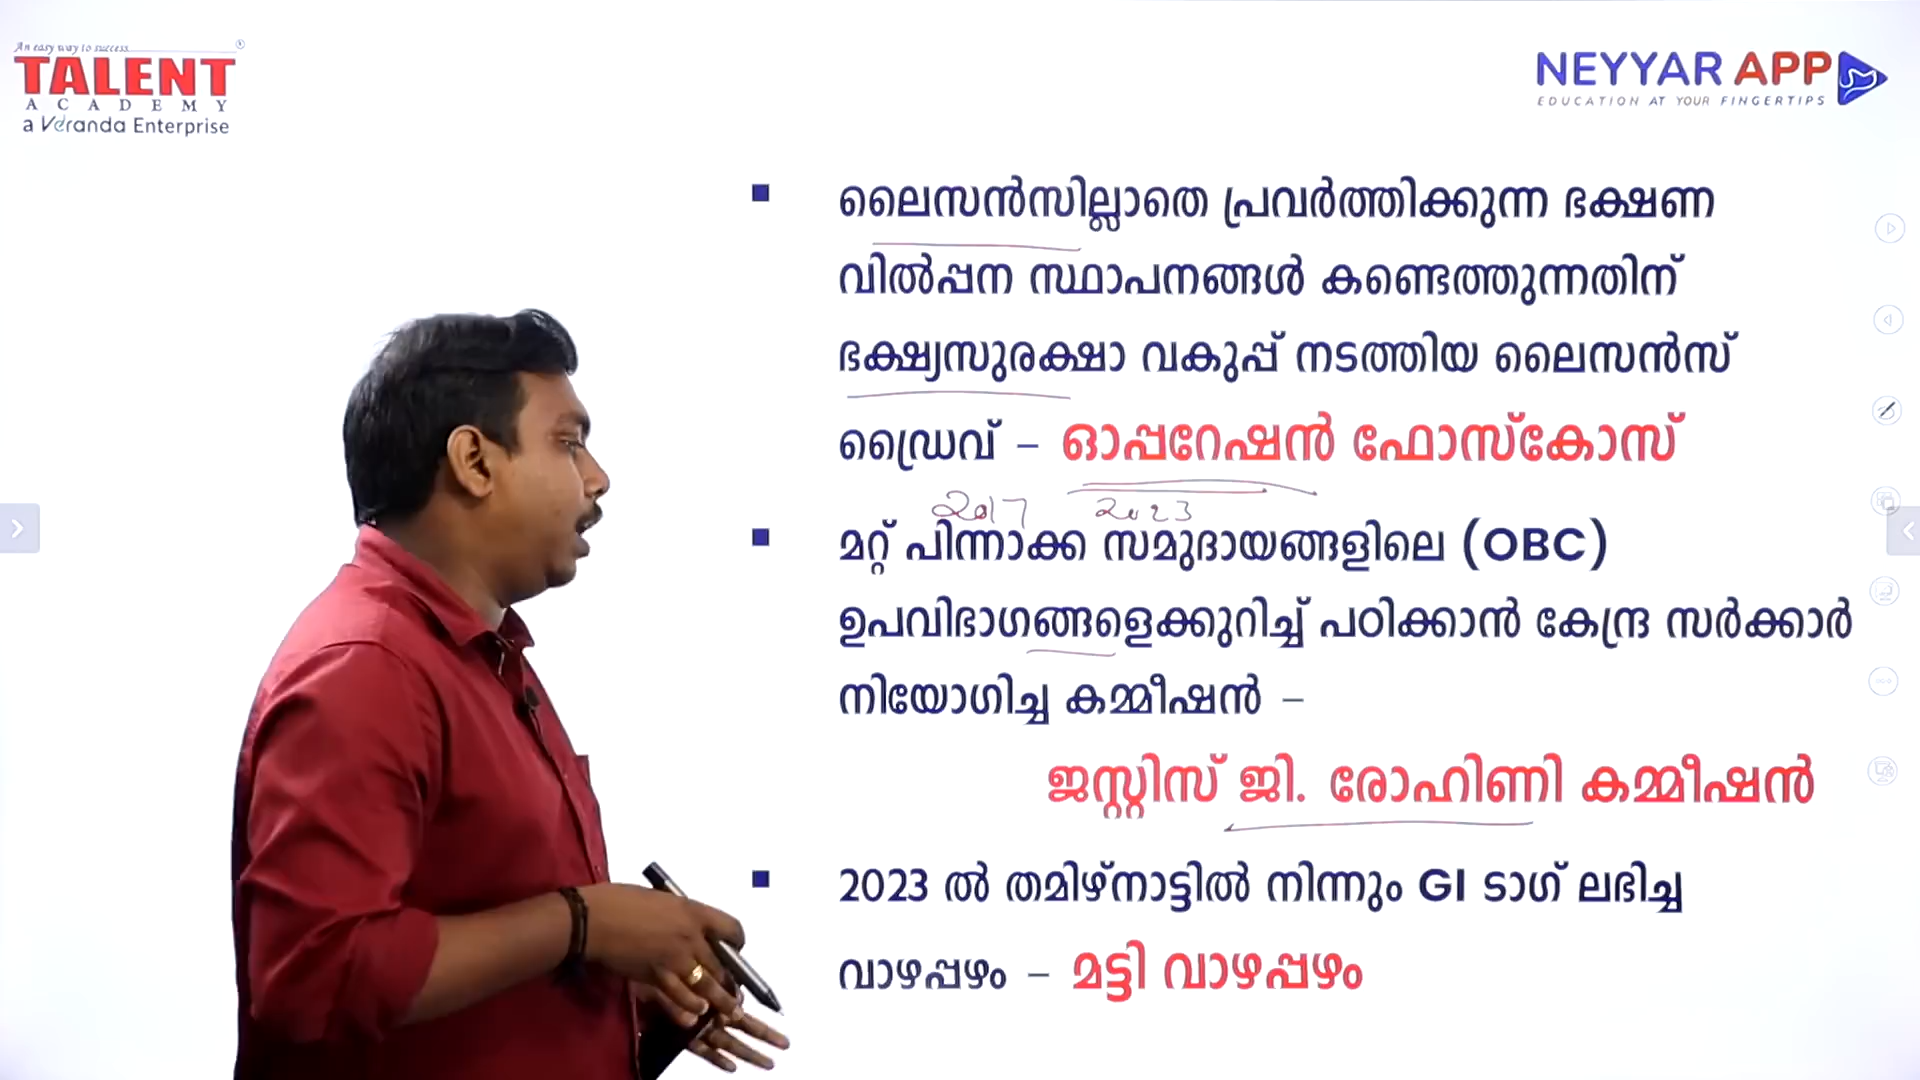 An easy way to success
TALENT
ACADEMY
a Veranda Enterprise
NEYYAR APP
EDUCATION AT YOUR FINGERTIPS
ലൈസൻസില്ലാതെ പ്രവർത്തിക്കുന്ന ഭക്ഷണ
വിൽപ്പന സ്ഥാപനങ്ങൾ കണ്ടെത്തുന്നതിന്
ഭക്ഷ്യസുരക്ഷാ വകുപ്പ് നടത്തിയ ലൈസൻസ്
ഡ്രൈവ് – ഓപ്പറേഷൻ ഫോസ്കോസ്
2017 2023
മറ്റ് പിന്നാക്ക സമുദായങ്ങളിലെ (OBC)
ഉപവിഭാഗങ്ങളെക്കുറിച്ച് പഠിക്കാൻ കേന്ദ്ര സർക്കാർ
നിയോഗിച്ച കമ്മീഷൻ –
ജസ്റ്റിസ് ജി. രോഹിണി കമ്മീഷൻ
2023 ൽ തമിഴ്നാട്ടിൽ നിന്നും GI ടാഗ് ലഭിച്ച
വാഴപ്പഴം – മട്ടി വാഴപ്പഴം